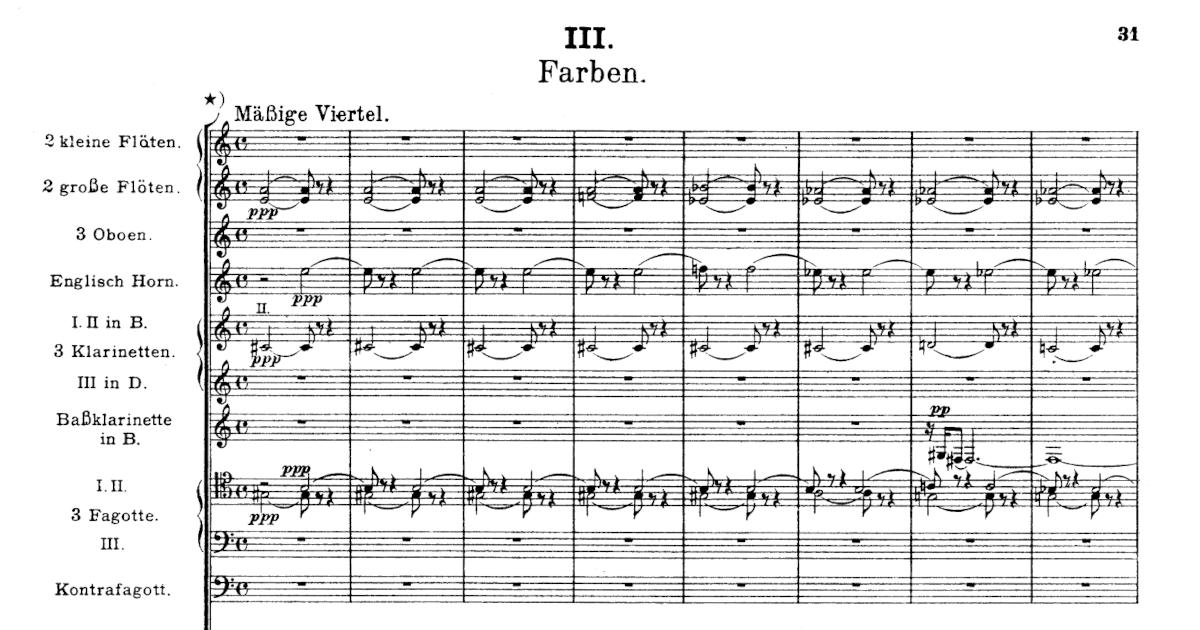 III.
31
Farben.
★)
Mäßige Viertel.
2 kleine Flöten.
2 große Flöten.
ppp
3 Oboen.
Englisch Horn.
ppp
II.
I. II in B.
3 Klarinetten.
ppp
III in D.
Baßklarinette
in B.
pp
ppp
I. II.
ppp
3 Fagotte.
III.
Kontrafagott.